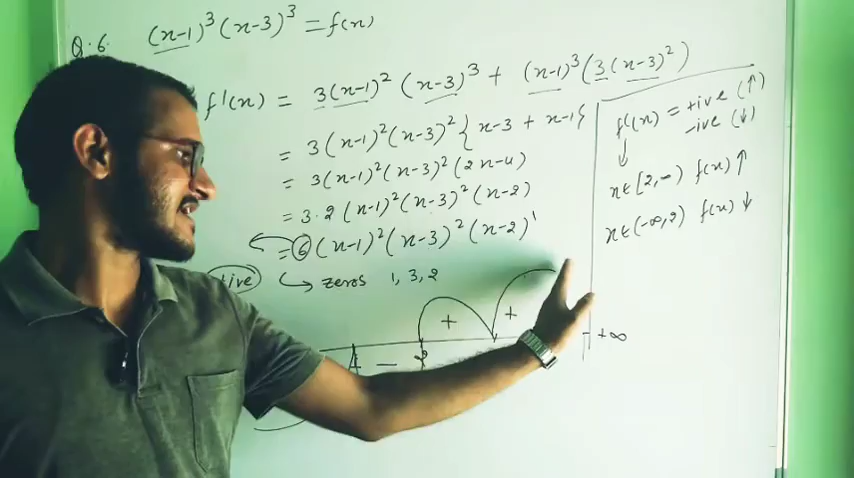 Q.6. (x-1)³(x-3)³ = f(x)
f'(x) = 3(x-1)²(x-3)³ + (x-1)³(3(x-3)²)
= 3(x-1)²(x-3)²{x-3+x-1}
= 3(x-1)²(x-3)²(2x-4)
= 3·2(x-1)²(x-3)²(x-2)
= 6(x-1)²(x-3)²(x-2)¹
+ive ↳ zeros 1, 3, 2
+ +
1 - 2
+∞
f'(x) = +ive (↑)
-ive (↓)
↓
x∈[2,∞) f(x)↑
x∈(-∞,2) f(x)↓